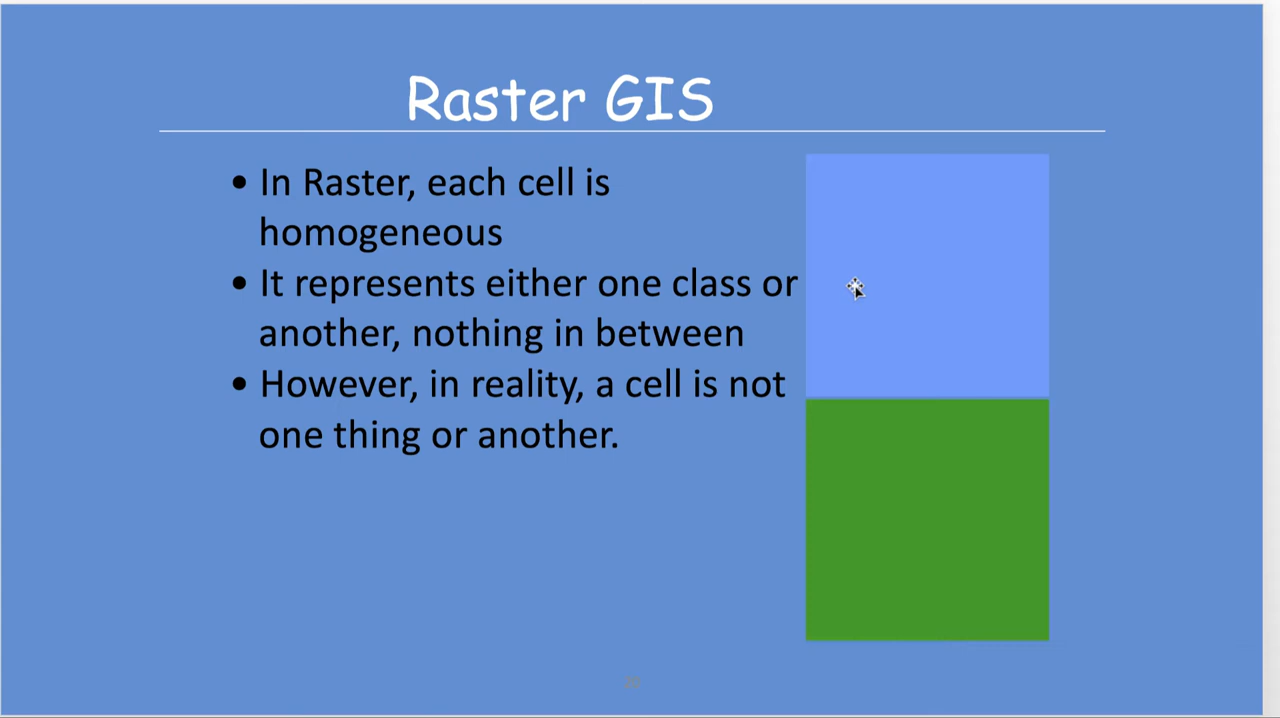 Raster GIS
• In Raster, each cell is
homogeneous
• It represents either one class or
another, nothing in between
• However, in reality, a cell is not
one thing or another.